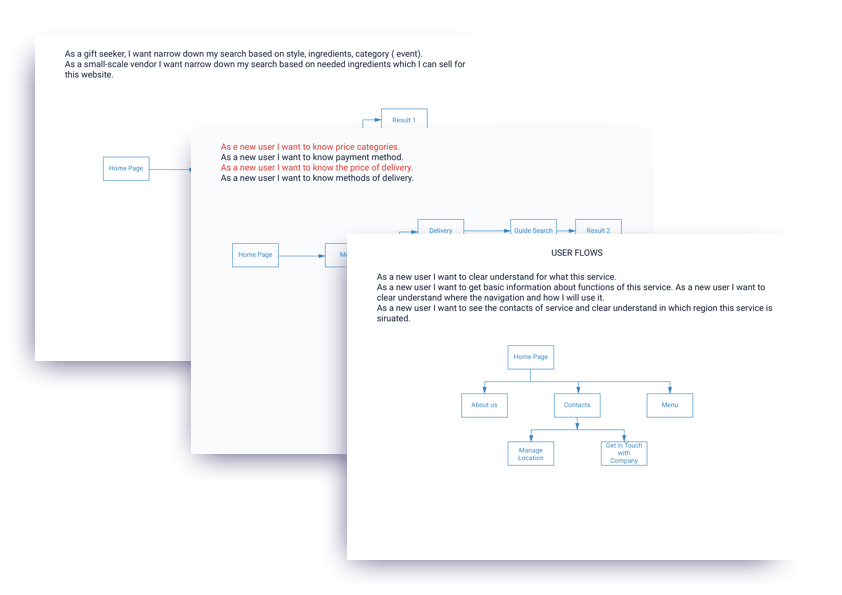 As a gift seeker, I want narrow down my search based on style, ingredients, category ( event).
As a small-scale vendor I want narrow down my search based on needed ingredients which I can sell for
this website.
Result 1
Home Page
As e new user I want to know price categories.
As a new user I want to know payment method.
As a new user I want to know the price of delivery.
As a new user I want to know methods of delivery.
Delivery
Guide Search
Result 2
Home Page
USER FLOWS
As a new user I want to clear understand for what this service.
As a new user I want to get basic information about functions of this service. As a new user I want to
clear understand where the navigation and how I will use it.
As a new user I want to see the contacts of service and clear understand in which region this service is
siruated.
Home Page
About us
Contacts
Menu
Manage
Location
Get in Touch
with
Company